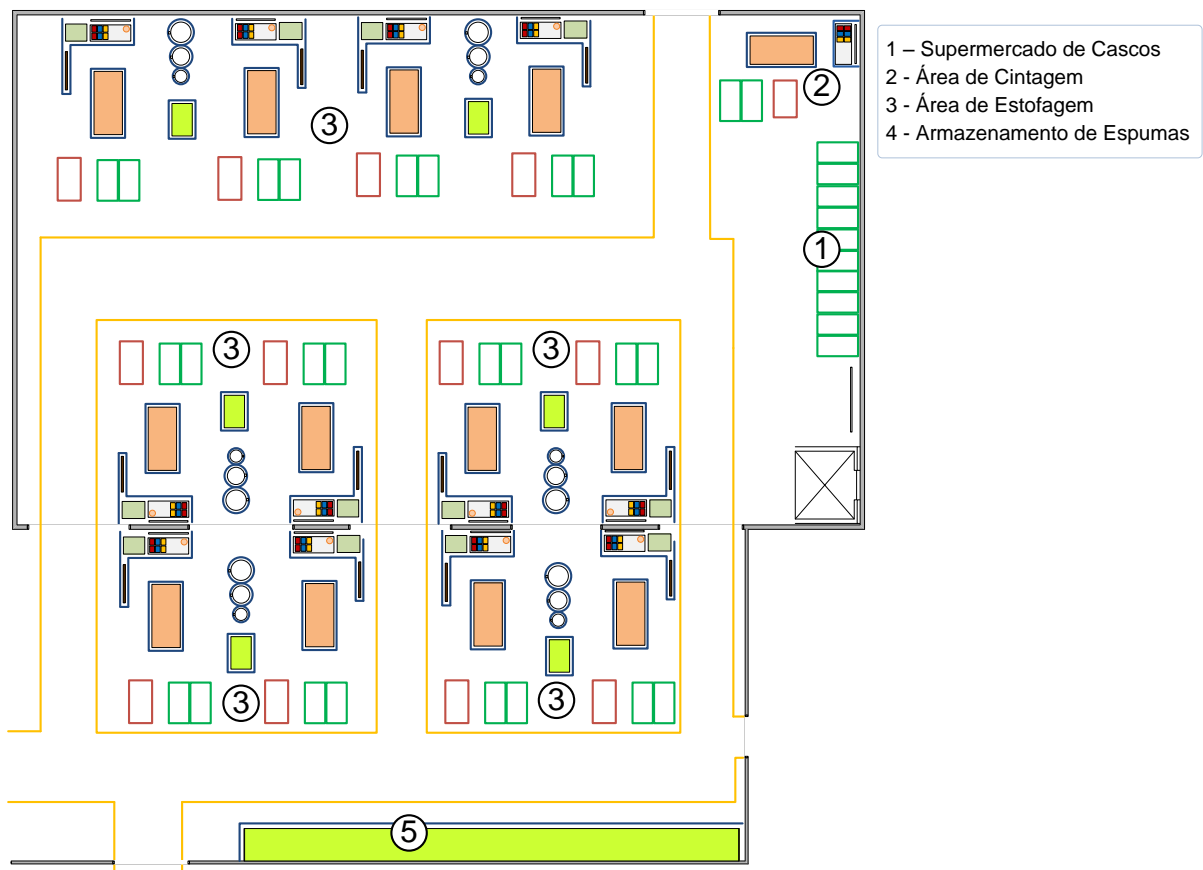 2
3
1
3
3
3
3
5
1 – Supermercado de Cascos
2 - Área de Cintagem
3 - Área de Estofagem
4 - Armazenamento de Espumas